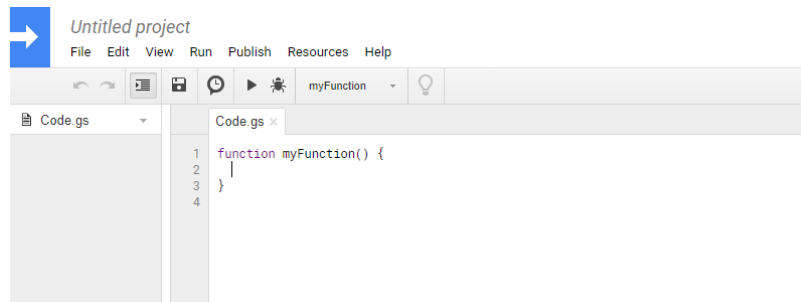 Untitled project
File Edit View Run Publish Resources Help
myFunction
Code.gs
Code.gs ×
1 function myFunction() {
2
3 }
4